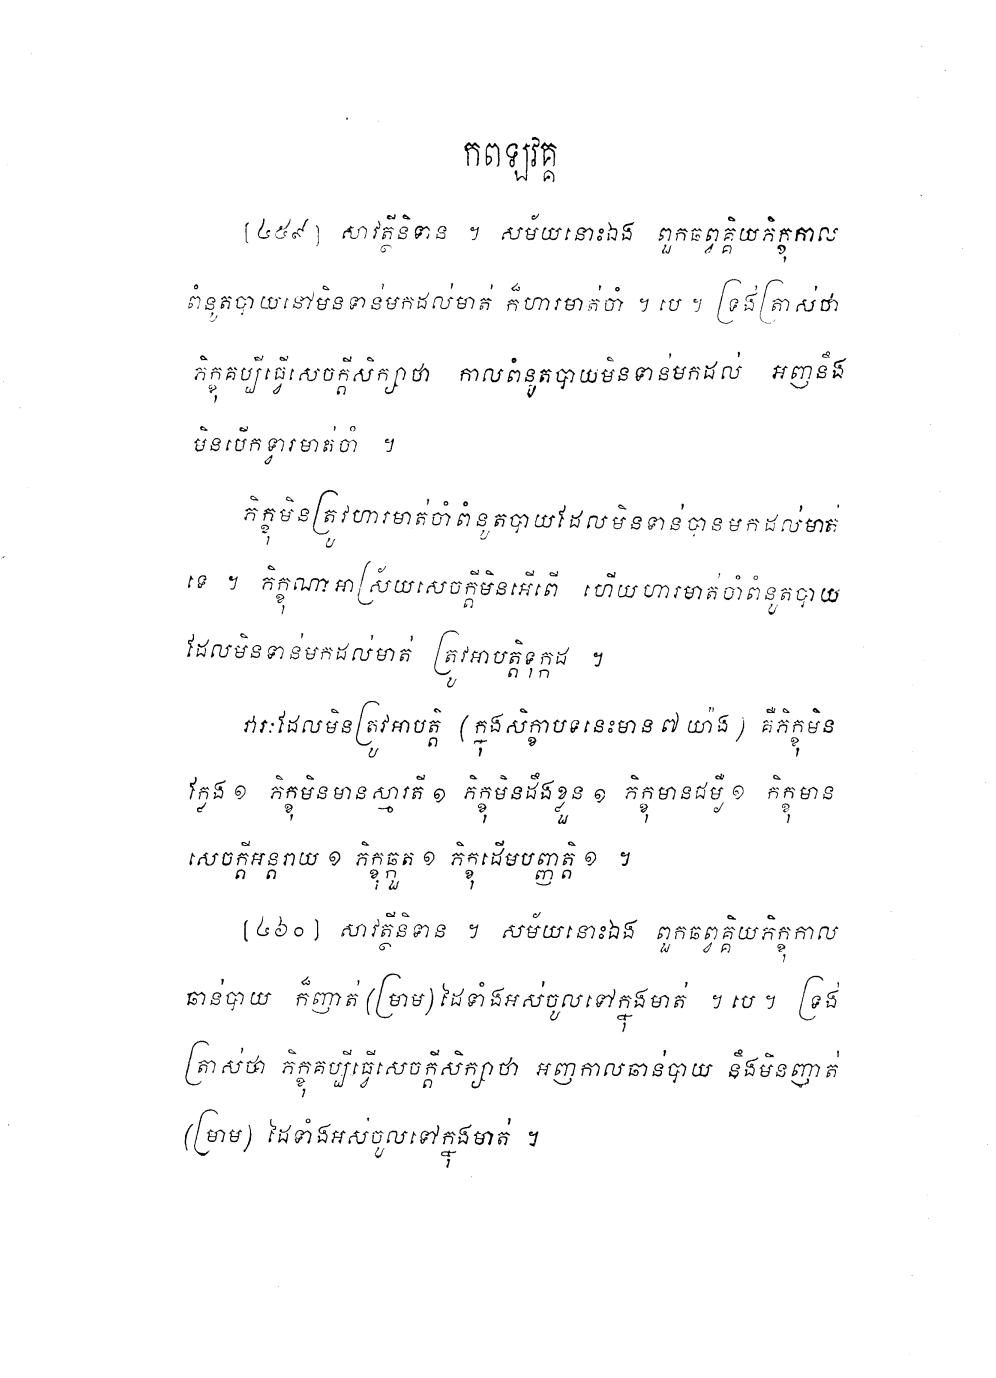 កពឡវគ្គ
[៤៥៩] សាវត្ថីនិទាន ។ សម័យនោះឯង ពួកឆព្វគ្គិយភិក្ខុកាល
ពំនូតបាយនៅមិនទាន់មកដល់មាត់ ក៏ហារមាត់ចាំ ។ បេ ។ ទ្រង់ត្រាស់ថា
ភិក្ខុគប្បីធ្វើសេចក្តីសិក្សាថា កាលពំនូតបាយមិនទាន់មកដល់ អញនឹង
មិនបើកទ្វារមាត់ចាំ ។
ភិក្ខុមិនត្រូវហារមាត់ចាំពំនូតបាយដែលមិនទាន់បានមកដល់មាត់
ទេ ។ ភិក្ខុណាអាស្រ័យសេចក្តីមិនអើពើ ហើយហារមាត់ចាំពំនូតបាយ
ដែលមិនទាន់មកដល់មាត់ ត្រូវអាបត្តិទុក្កដ ។
វារៈដែលមិនត្រូវអាបត្តិ (ក្នុងសិក្ខាបទនេះមាន ៧ យ៉ាង) គឺភិក្ខុមិន
ក្លែង ១ ភិក្ខុមិនមានស្មារតី ១ ភិក្ខុមិនដឹងខ្លួន ១ ភិក្ខុមានជម្ងឺ ១ ភិក្ខុមាន
សេចក្តីអន្តរាយ ១ ភិក្ខុឆ្កួត ១ ភិក្ខុដើមបញ្ញត្តិ ១ ។
[៤៦០] សាវត្ថីនិទាន ។ សម័យនោះឯង ពួកឆព្វគ្គិយភិក្ខុកាល
ឆាន់បាយ ក៏ញាត់ (ម្រាម) ដៃទាំងអស់ចូលទៅក្នុងមាត់ ។ បេ ។ ទ្រង់
ត្រាស់ថា ភិក្ខុគប្បីធ្វើសេចក្តីសិក្សាថា អញកាលឆាន់បាយ នឹងមិនញាត់
(ម្រាម) ដៃទាំងអស់ចូលទៅក្នុងមាត់ ។